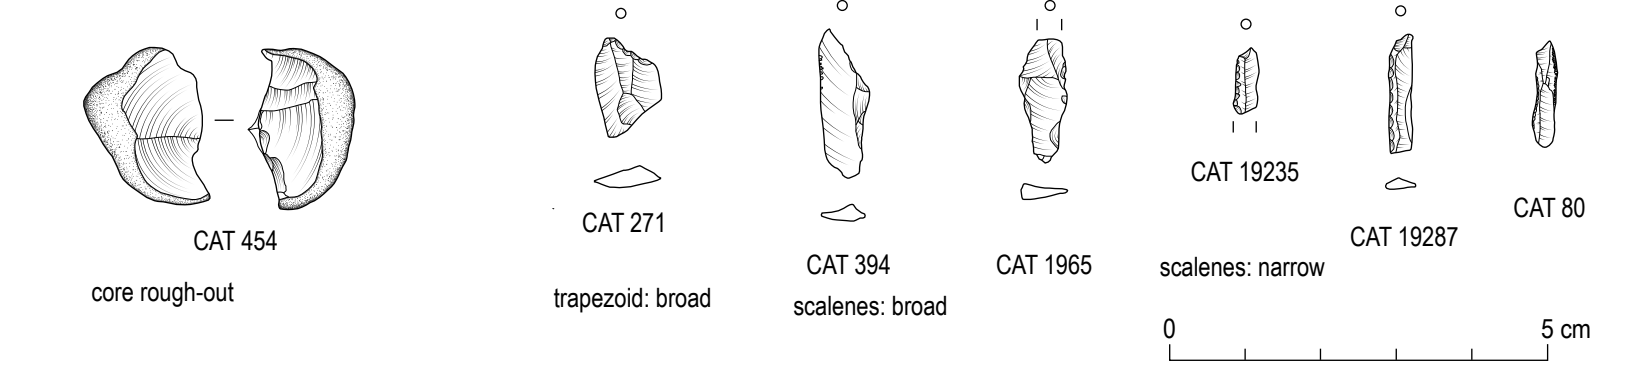 CAT 454
core rough-out
CAT 271
trapezoid: broad
CAT 394
scalenes: broad
CAT 1965
CAT 19235
scalenes: narrow
CAT 19287
CAT 80
0
5 cm